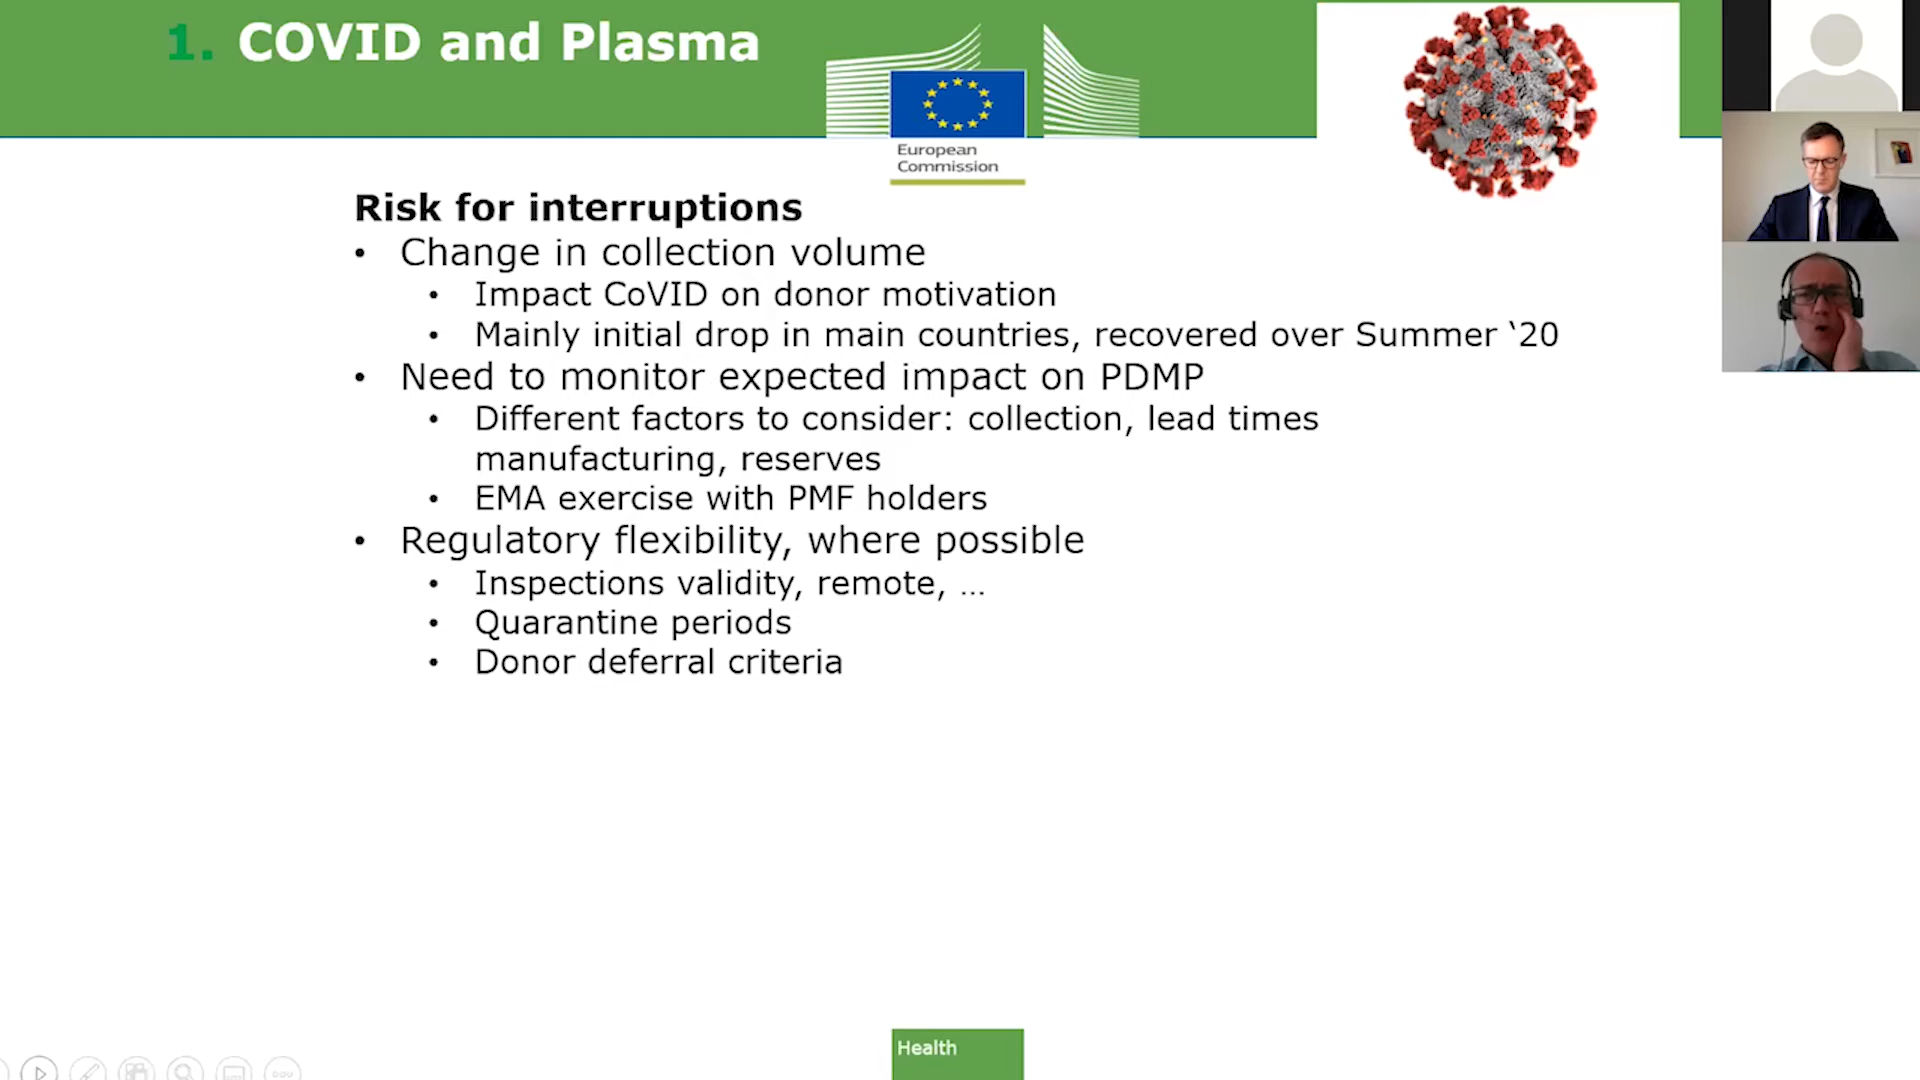 1. COVID and Plasma
European
Commission
Risk for interruptions
• Change in collection volume
• Impact CoVID on donor motivation
• Mainly initial drop in main countries, recovered over Summer ‘20
• Need to monitor expected impact on PDMP
• Different factors to consider: collection, lead times
manufacturing, reserves
• EMA exercise with PMF holders
• Regulatory flexibility, where possible
• Inspections validity, remote, …
• Quarantine periods
• Donor deferral criteria
Health